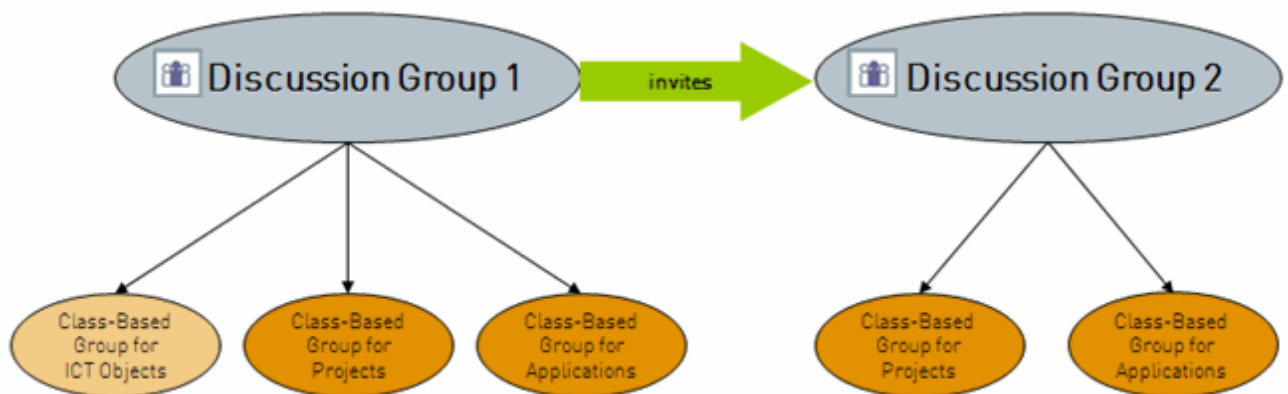 Discussion Group 1
invites
Discussion Group 2
Class-Based
Group for
ICT Objects
Class-Based
Group for
Projects
Class-Based
Group for
Applications
Class-Based
Group for
Projects
Class-Based
Group for
Applications